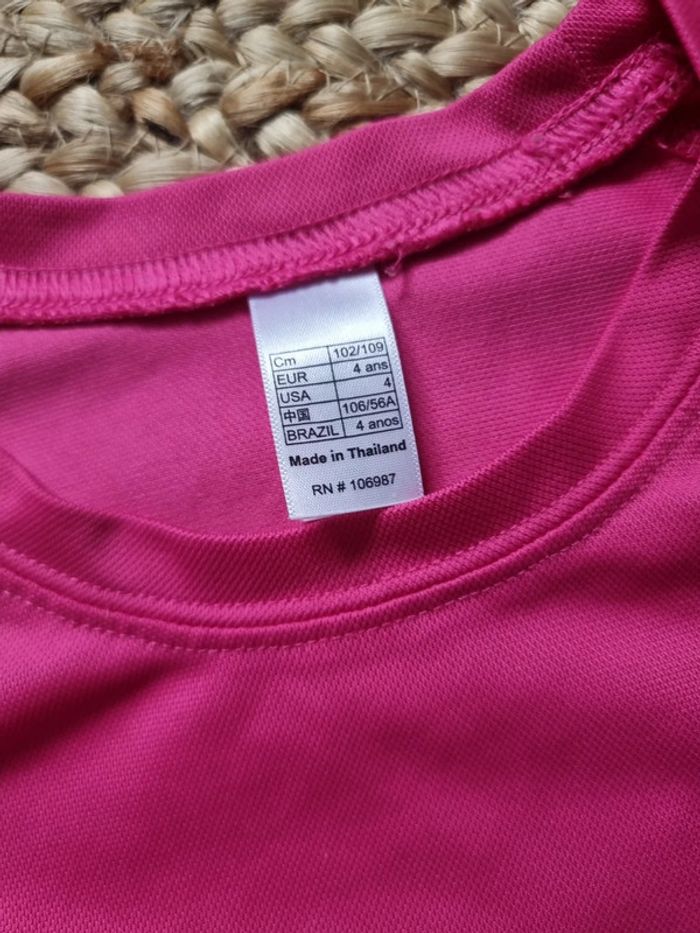 Cm 102/109
EUR 4 ans
USA 4
中国 106/56A
BRAZIL 4 anos
Made in Thailand
RN # 106987